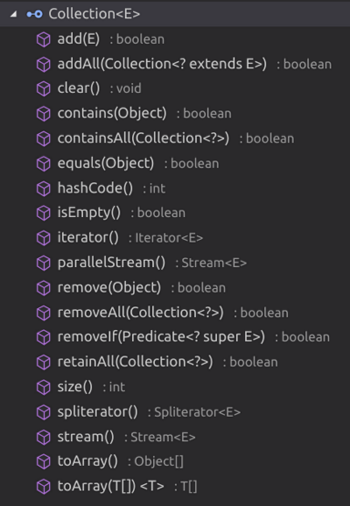 Collection<E>
add(E) : boolean
addAll(Collection<? extends E>) : boolean
clear() : void
contains(Object) : boolean
containsAll(Collection<?>) : boolean
equals(Object) : boolean
hashCode() : int
isEmpty() : boolean
iterator() : Iterator<E>
parallelStream() : Stream<E>
remove(Object) : boolean
removeAll(Collection<?>) : boolean
removeIf(Predicate<? super E>) : boolean
retainAll(Collection<?>) : boolean
size() : int
spliterator() : Spliterator<E>
stream() : Stream<E>
toArray() : Object[]
toArray(T[]) <T> : T[]